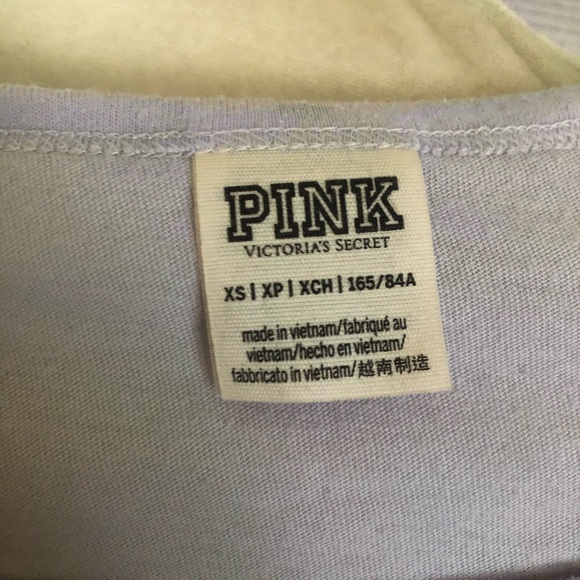 PINK
VICTORIA'S SECRET
XS | XP | XCH | 165/84A
made in vietnam/fabriqué au
vietnam/hecho en vietnam/
fabbricato in vietnam/越南制造